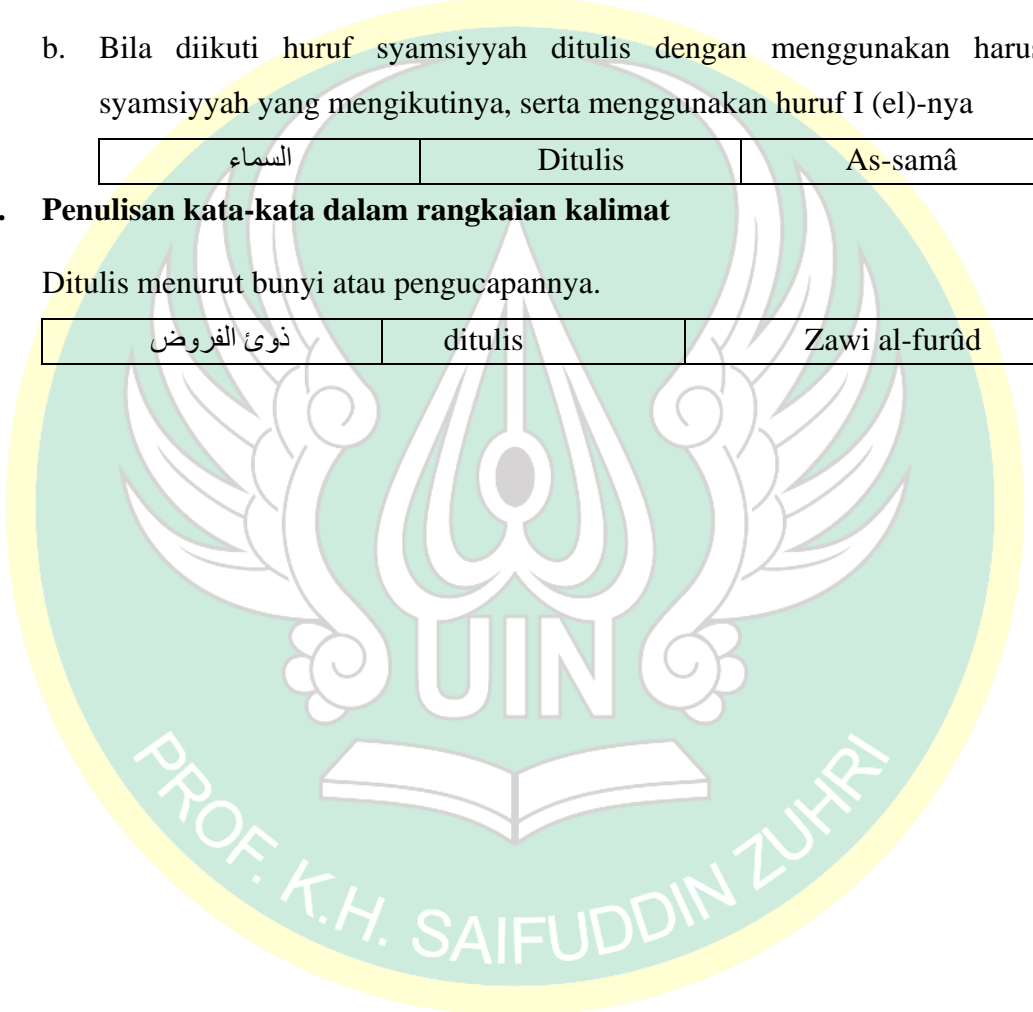 b. Bila diikuti huruf syamsiyyah ditulis dengan menggunakan harus
syamsiyyah yang mengikutinya, serta menggunakan huruf I (el)-nya
السماء Ditulis As-samâ
. Penulisan kata-kata dalam rangkaian kalimat
Ditulis menurut bunyi atau pengucapannya.
ذوئ الفروض ditulis Zawi al-furûd
UIN
PROF. K.H. SAIFUDDIN ZUHRI